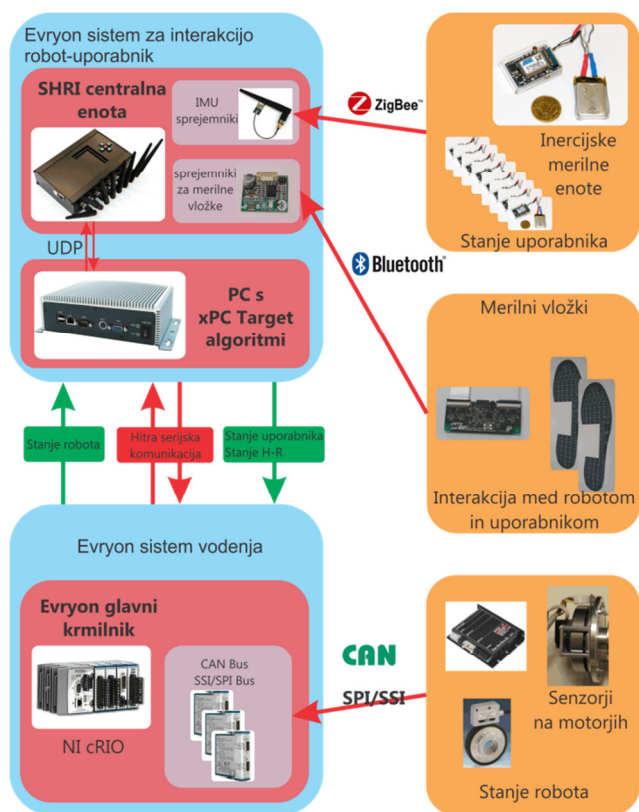 Evryon sistem za interakcijo
robot-uporabnik
SHRI centralna
enota
IMU
sprejemniki
sprejemniki
za merilne
vložke
UDP
PC s
xPC Target
algoritmi
ZigBee™
Bluetooth®
Inercijske
merilne
enote
Stanje uporabnika
Merilni vložki
Interakcija med robotom
in uporabnikom
Stanje robota
Hitra serijska
komunikacija
Stanje uporabnika
Stanje H-R
Evryon sistem vodenja
Evryon glavni
krmilnik
NI cRIO
CAN Bus
SSI/SPI Bus
CAN
SPI/SSI
Senzorji
na motorjih
Stanje robota